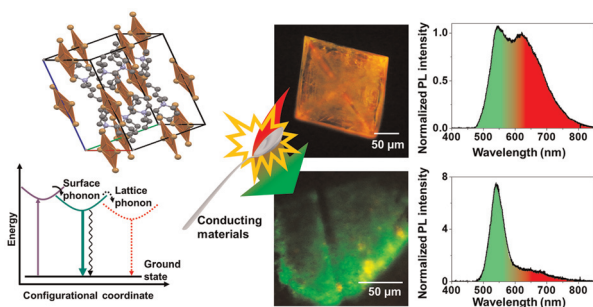 Surface
phonon
Lattice
phonon
Energy
Ground
state
Configurational coordinate
Conducting
materials
50 µm
50 µm
Normalized PL intensity
1.0
0.5
0.0
400 500 600 700 800
Wavelength (nm)
Normalized PL intensity
8
4
0
400 500 600 700 800
Wavelength (nm)